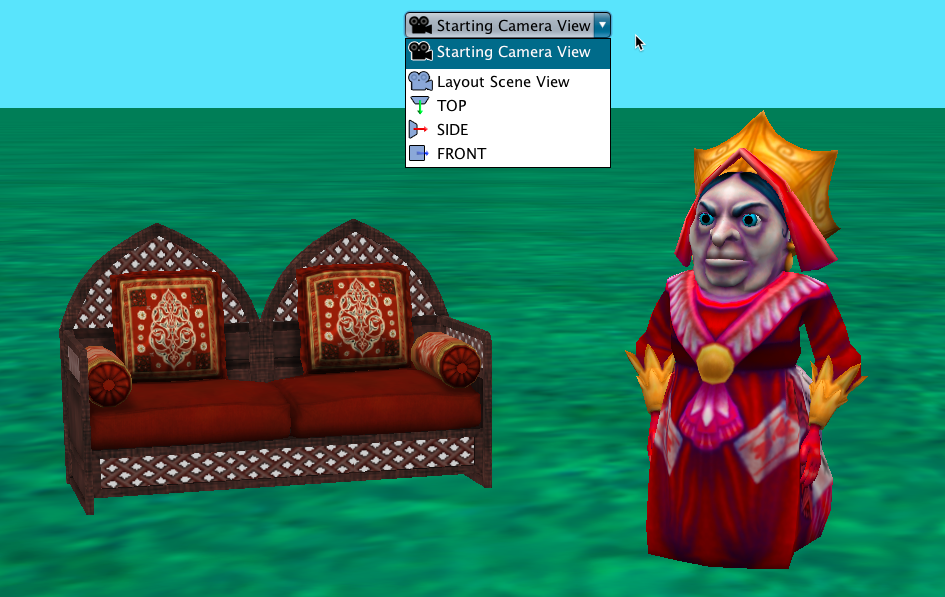 Starting Camera View
Starting Camera View
Layout Scene View
TOP
SIDE
FRONT